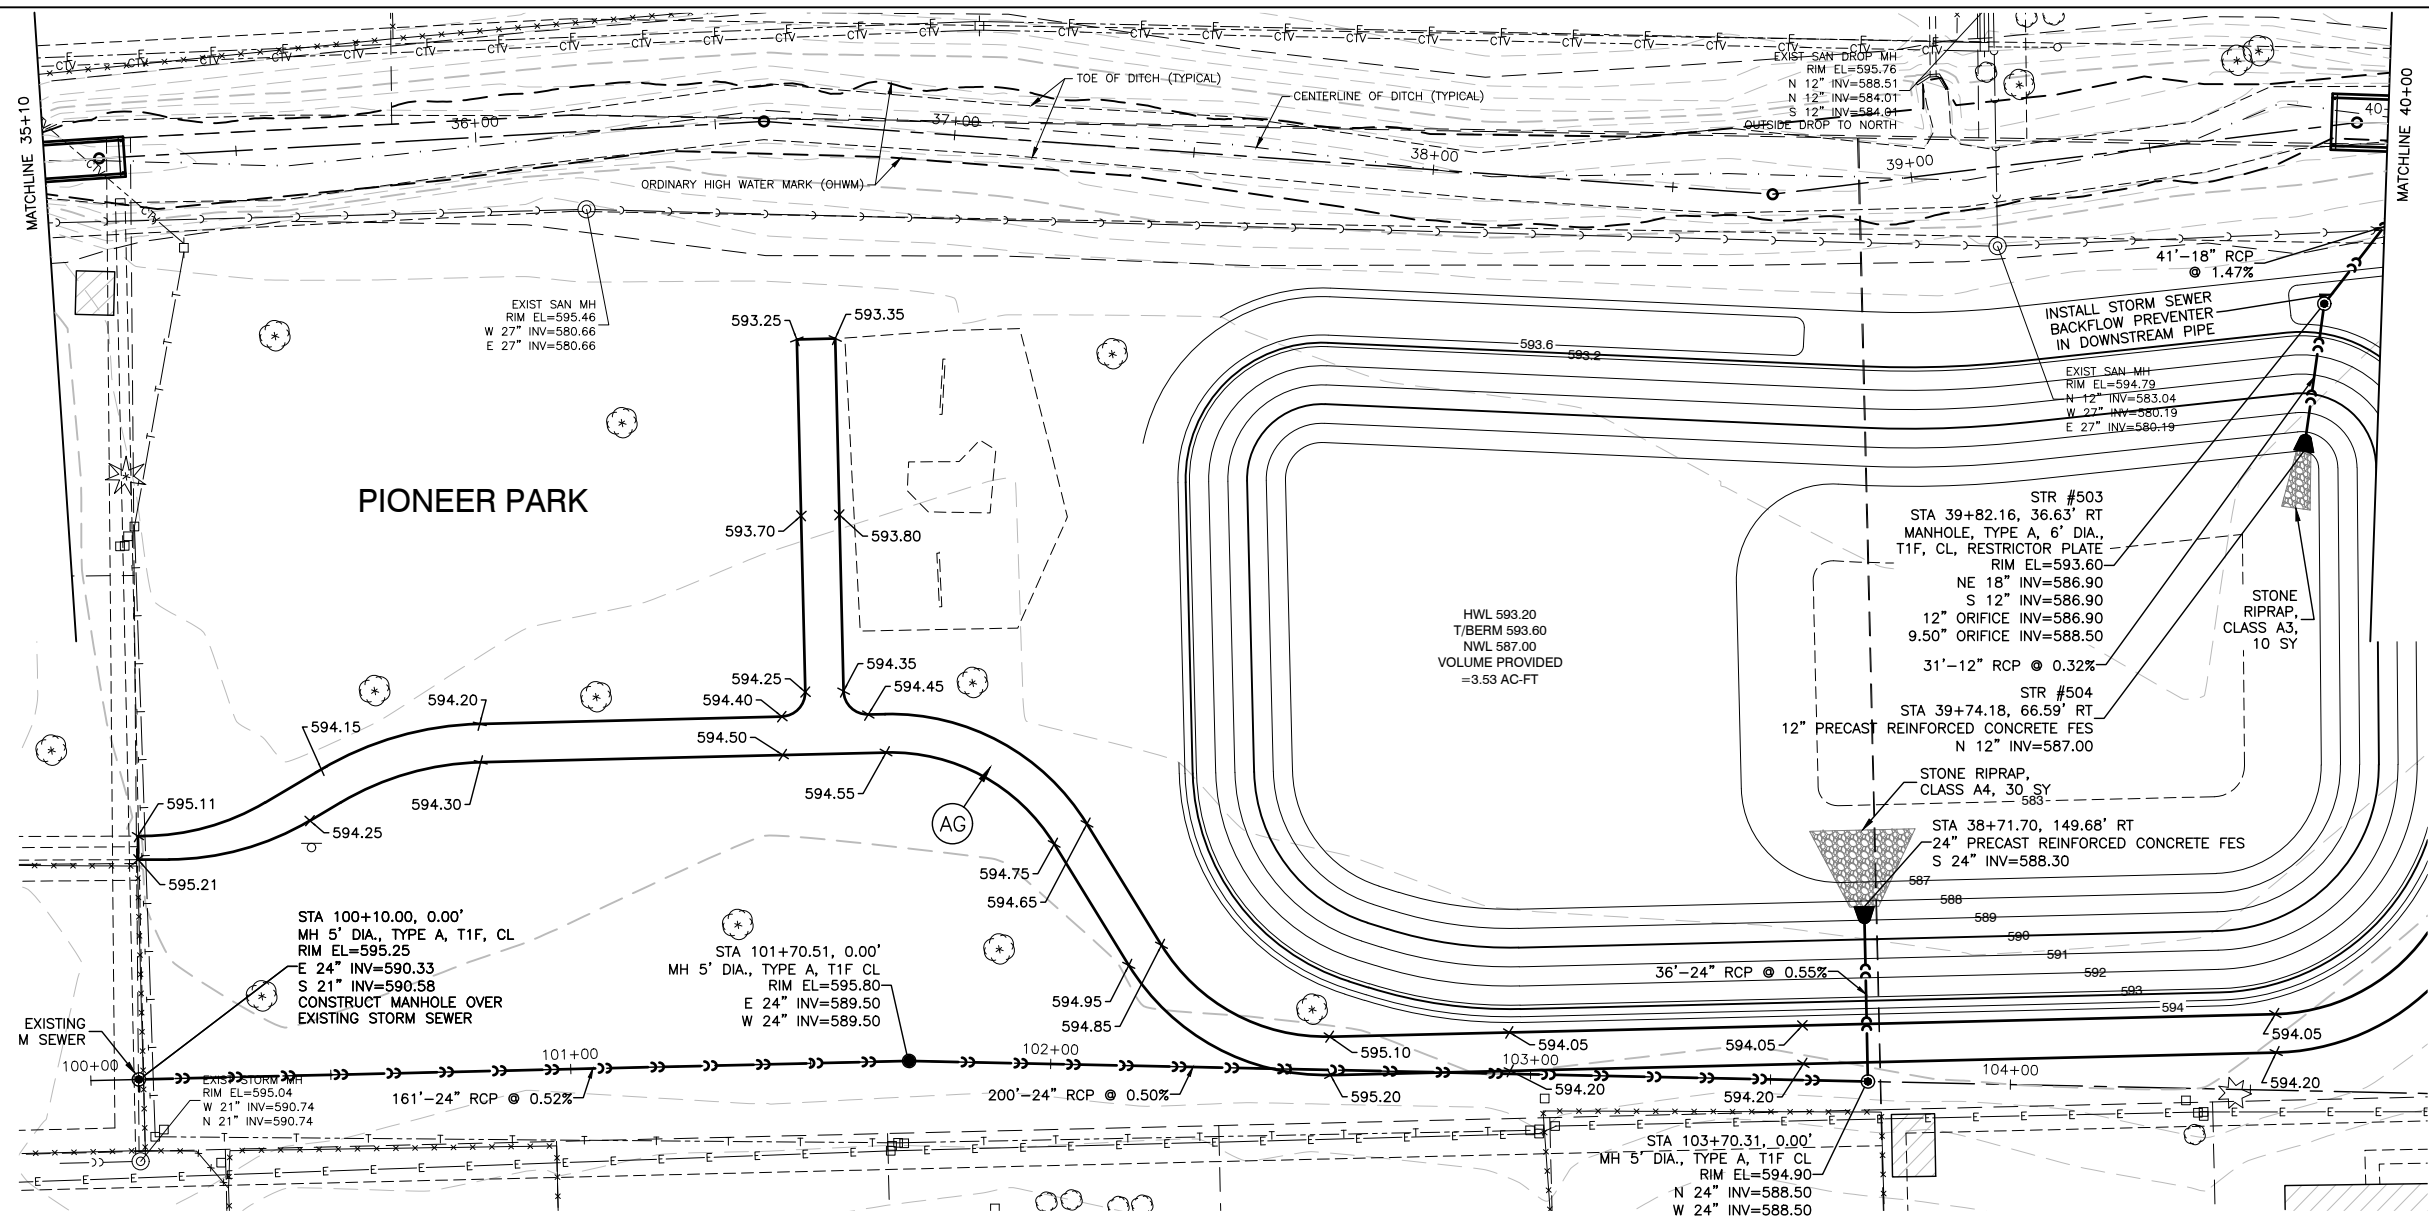 MATCHLINE 35+10
MATCHLINE 40+00
TOE OF DITCH (TYPICAL)
CENTERLINE OF DITCH (TYPICAL)
ORDINARY HIGH WATER MARK (OHWM)
36+00
37+00
38+00
39+00
40+
EXIST SAN DROP MH
RIM EL=595.76
N 12" INV=588.51
N 12" INV=584.01
S 12" INV=584.01
OUTSIDE DROP TO NORTH
41'-18" RCP
@ 1.47%
INSTALL STORM SEWER
BACKFLOW PREVENTER
IN DOWNSTREAM PIPE
EXIST SAN MH
RIM EL=595.46
W 27" INV=580.66
E 27" INV=580.66
593.25
593.35
593.6
593.2
EXIST SAN MH
RIM EL=594.79
N 12" INV=583.04
W 27" INV=580.19
E 27" INV=580.19
PIONEER PARK
593.70
593.80
STR #503
STA 39+82.16, 36.63' RT
MANHOLE, TYPE A, 6' DIA.,
T1F, CL, RESTRICTOR PLATE
RIM EL=593.60
NE 18" INV=586.90
S 12" INV=586.90
12" ORIFICE INV=586.90
9.50" ORIFICE INV=588.50
31'-12" RCP @ 0.32%
STONE
RIPRAP,
CLASS A3,
10 SY
HWL 593.20
T/BERM 593.60
NWL 587.00
VOLUME PROVIDED
=3.53 AC-FT
STR #504
STA 39+74.18, 66.59' RT
12" PRECAST REINFORCED CONCRETE FES
N 12" INV=587.00
STONE RIPRAP,
CLASS A4, 30 SY
583
STA 38+71.70, 149.68' RT
24" PRECAST REINFORCED CONCRETE FES
S 24" INV=588.30
594.25
594.35
594.40
594.45
594.20
594.15
594.50
594.30
594.55
595.11
594.25
595.21
AG
594.75
594.65
587
588
589
590
591
592
593
594
STA 100+10.00, 0.00'
MH 5' DIA., TYPE A, T1F, CL
RIM EL=595.25
E 24" INV=590.33
S 21" INV=590.58
CONSTRUCT MANHOLE OVER
EXISTING STORM SEWER
STA 101+70.51, 0.00'
MH 5' DIA., TYPE A, T1F CL
RIM EL=595.80
E 24" INV=589.50
W 24" INV=589.50
594.95
594.85
36'-24" RCP @ 0.55%
EXISTING
M SEWER
595.10
594.05
594.05
594.05
100+00
101+00
102+00
103+00
104+00
EXIST STORM MH
RIM EL=595.04
W 21" INV=590.74
N 21" INV=590.74
161'-24" RCP @ 0.52%
200'-24" RCP @ 0.50%
595.20
594.20
594.20
594.20
STA 103+70.31, 0.00'
MH 5' DIA., TYPE A, T1F CL
RIM EL=594.90
N 24" INV=588.50
W 24" INV=588.50